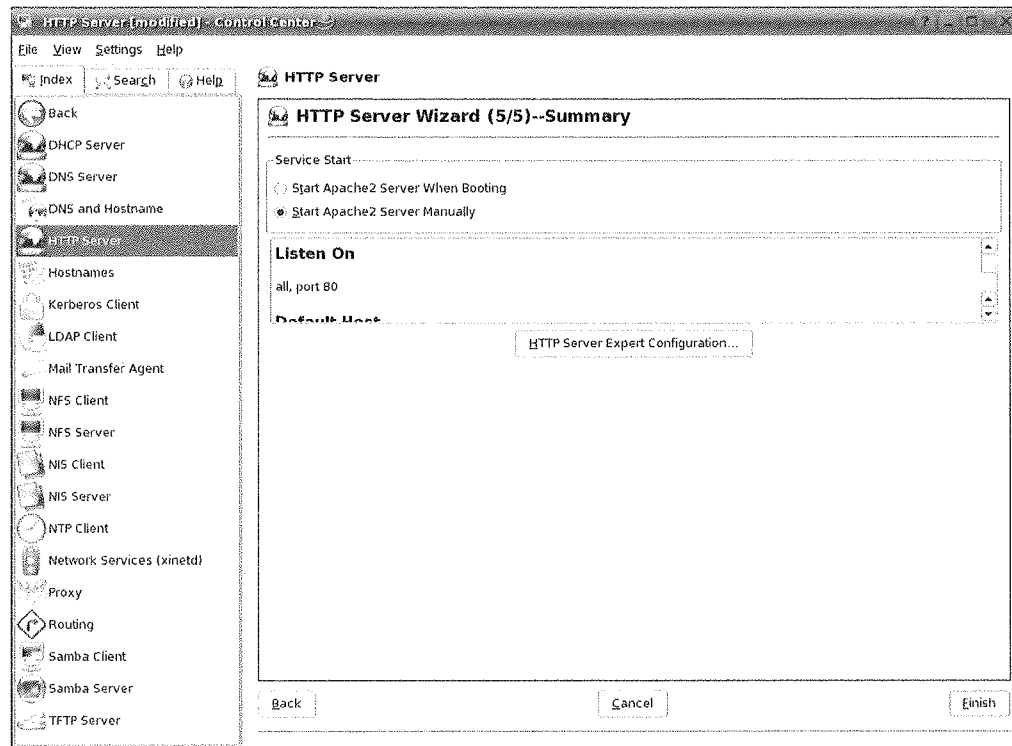 HTTP Server [modified] - Control Center
File View Settings Help
Index Search Help
Back
DHCP Server
DNS Server
DNS and Hostname
HTTP Server
Hostnames
Kerberos Client
LDAP Client
Mail Transfer Agent
NFS Client
NFS Server
NIS Client
NIS Server
NTP Client
Network Services (xinetd)
Proxy
Routing
Samba Client
Samba Server
TFTP Server
HTTP Server
HTTP Server Wizard (5/5)--Summary
Service Start
Start Apache2 Server When Booting
Start Apache2 Server Manually
Listen On
all, port 80
Default Host
HTTP Server Expert Configuration...
Back Cancel Finish